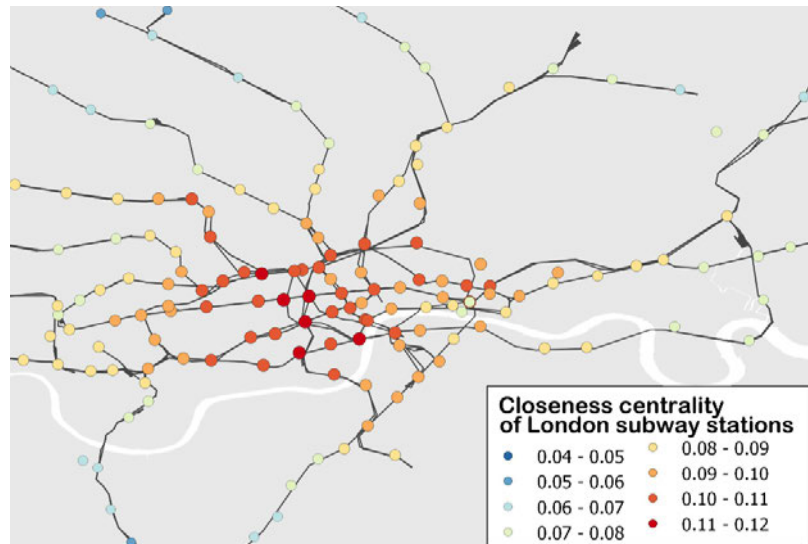 Closeness centrality
of London subway stations
0.04 - 0.05
0.05 - 0.06
0.06 - 0.07
0.07 - 0.08
0.08 - 0.09
0.09 - 0.10
0.10 - 0.11
0.11 - 0.12